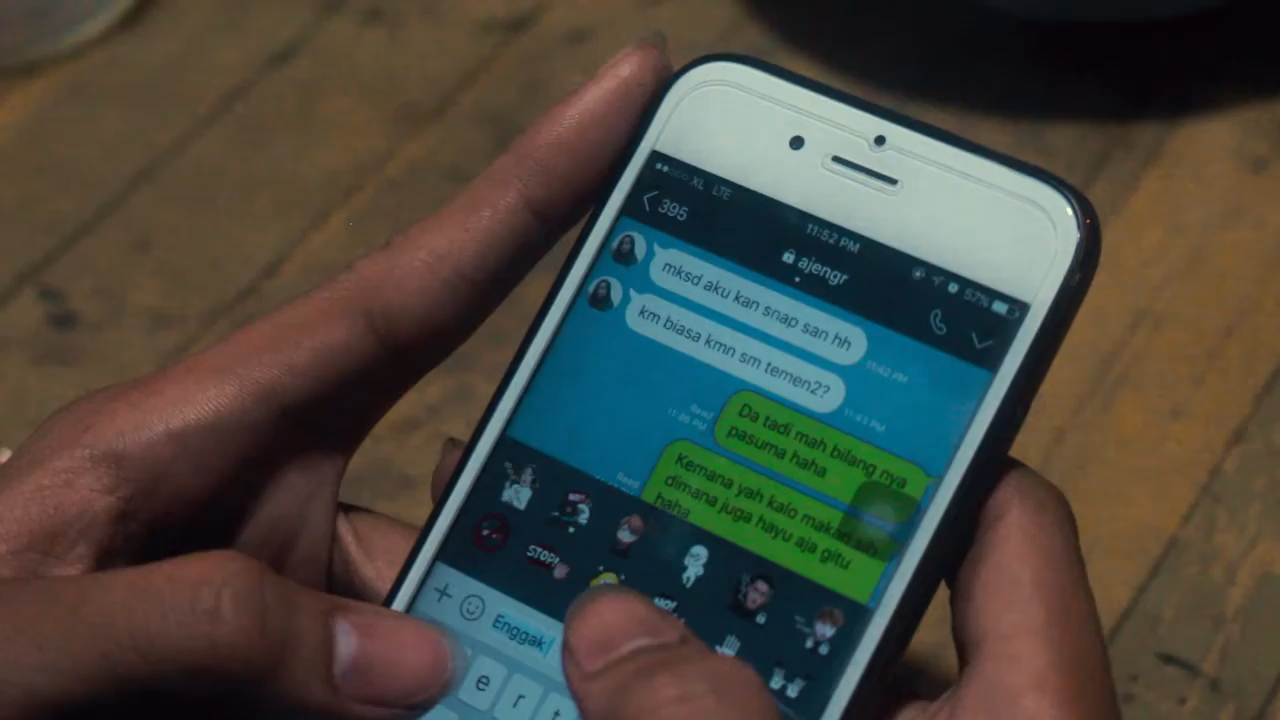 XL LTE
11:52 PM
57%
395
ajengr
mksd aku kan snap san hh
11:42 PM
km biasa kmn sm temen2?
11:43 PM
Read
Da tadi mah bilang nya
pasuma haha
Read
Kemana yah kalo makan sih
dimana juga hayu aja gitu
haha
STOP!
Enggak
e r t